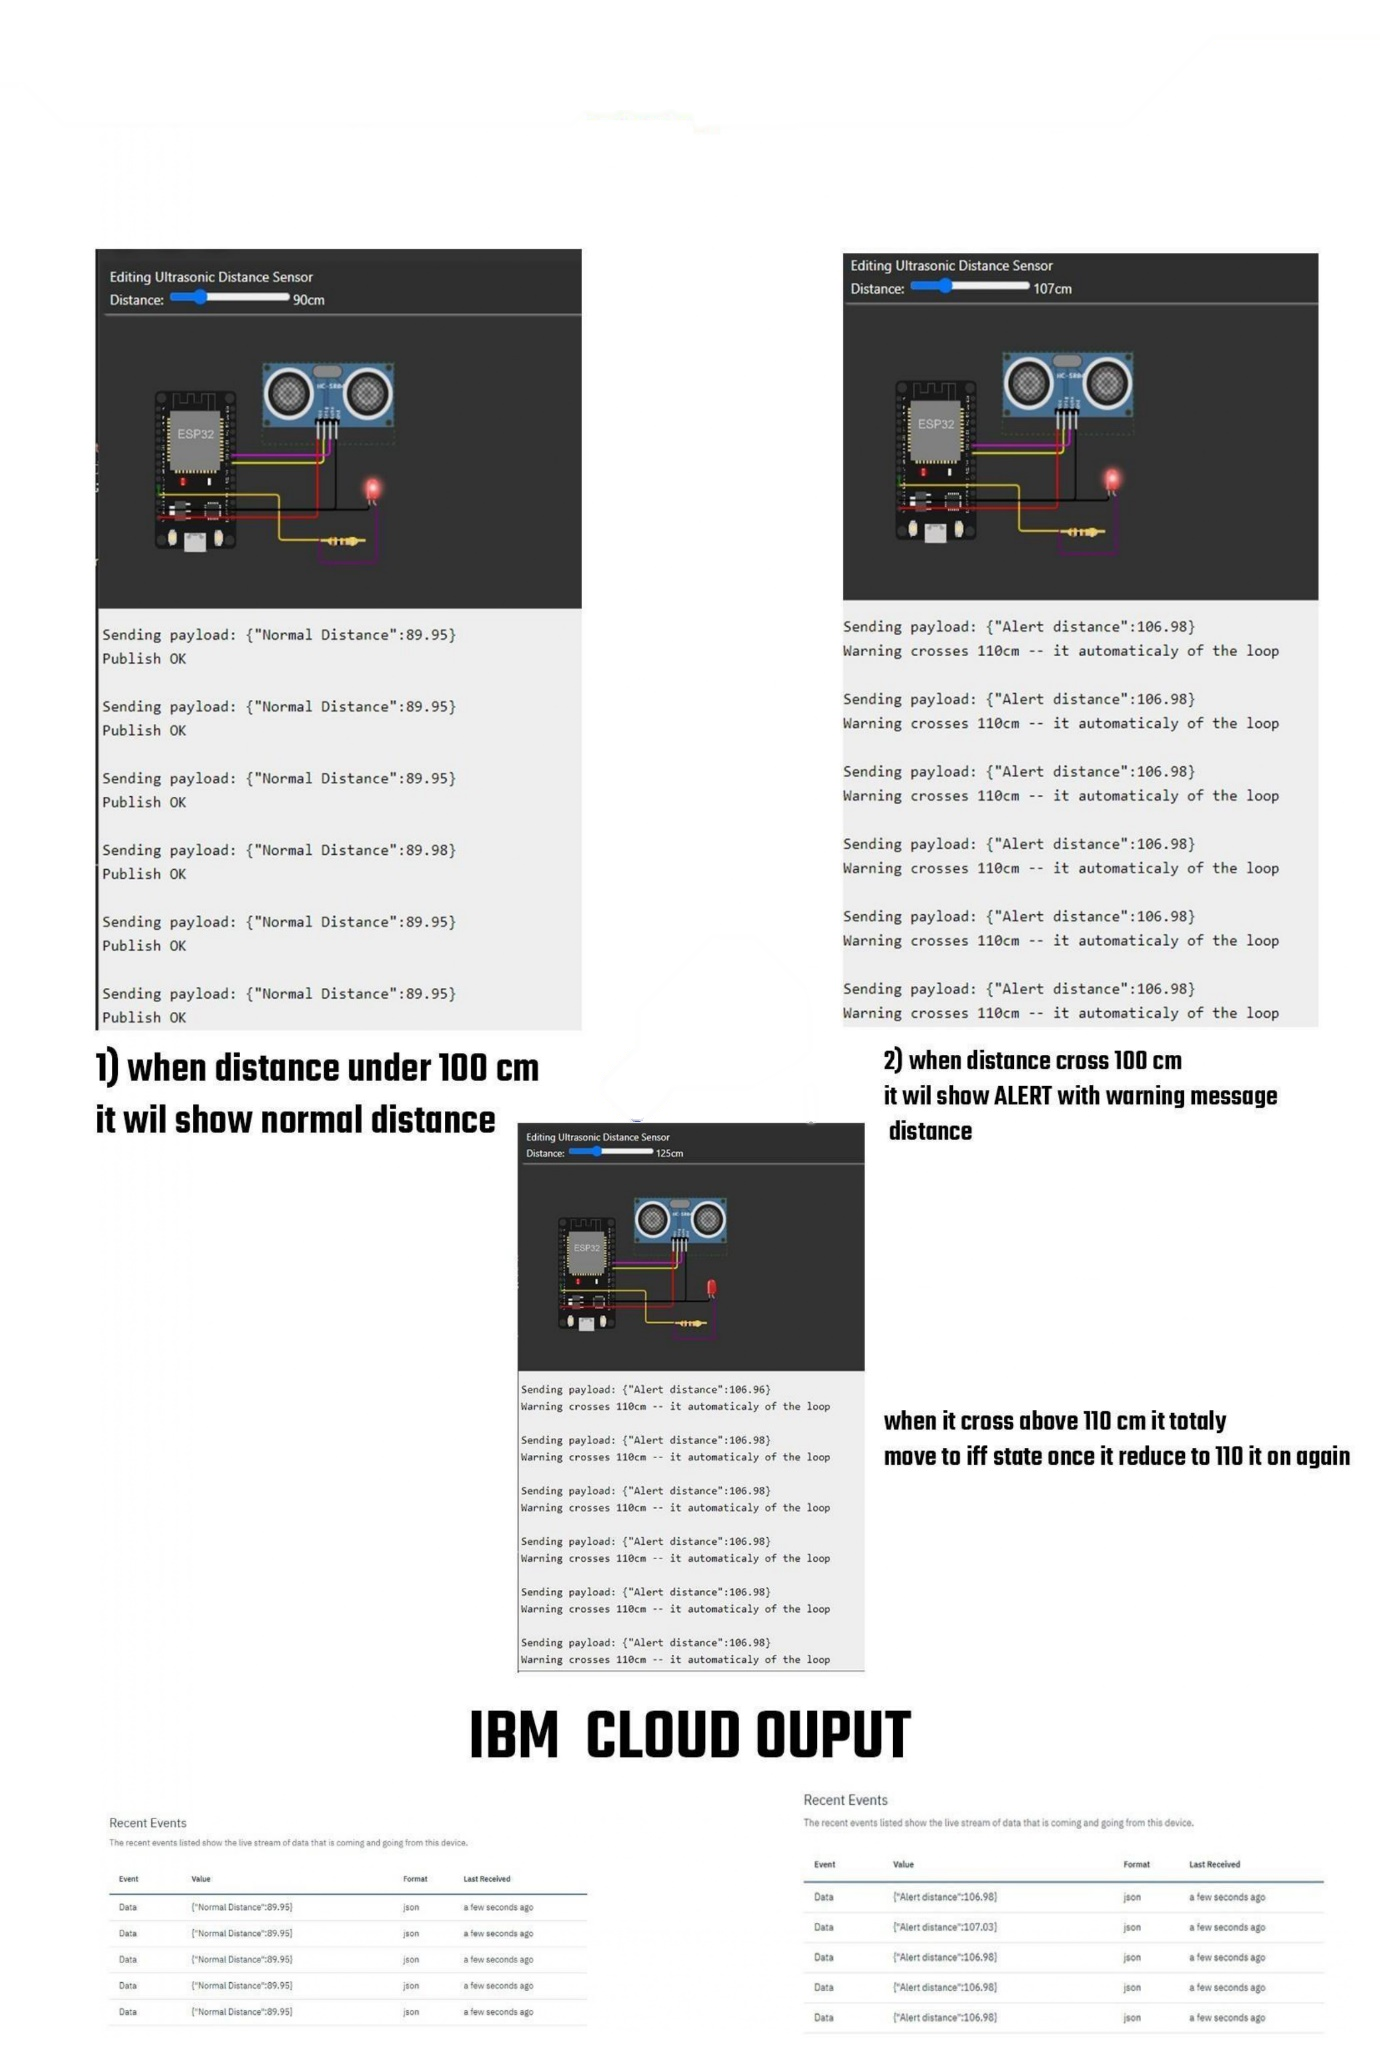 Editing Ultrasonic Distance Sensor
Distance: 90cm
ESP32
Sending payload: {"Normal Distance":89.95}
Publish OK
Sending payload: {"Normal Distance":89.95}
Publish OK
Sending payload: {"Normal Distance":89.95}
Publish OK
Sending payload: {"Normal Distance":89.98}
Publish OK
Sending payload: {"Normal Distance":89.95}
Publish OK
Sending payload: {"Normal Distance":89.95}
Publish OK
1) when distance under 100 cm
it wil show normal distance
Editing Ultrasonic Distance Sensor
Distance: 107cm
ESP32
Sending payload: {"Alert distance":106.98}
Warning crosses 110cm -- it automaticaly of the loop
Sending payload: {"Alert distance":106.98}
Warning crosses 110cm -- it automaticaly of the loop
Sending payload: {"Alert distance":106.98}
Warning crosses 110cm -- it automaticaly of the loop
Sending payload: {"Alert distance":106.98}
Warning crosses 110cm -- it automaticaly of the loop
Sending payload: {"Alert distance":106.98}
Warning crosses 110cm -- it automaticaly of the loop
Sending payload: {"Alert distance":106.98}
Warning crosses 110cm -- it automaticaly of the loop
2) when distance cross 100 cm
it wil show ALERT with warning message
distance
Editing Ultrasonic Distance Sensor
Distance: 125cm
ESP32
Sending payload: {"Alert distance":106.96}
Warning crosses 110cm -- it automaticaly of the loop
Sending payload: {"Alert distance":106.98}
Warning crosses 110cm -- it automaticaly of the loop
Sending payload: {"Alert distance":106.98}
Warning crosses 110cm -- it automaticaly of the loop
Sending payload: {"Alert distance":106.98}
Warning crosses 110cm -- it automaticaly of the loop
Sending payload: {"Alert distance":106.98}
Warning crosses 110cm -- it automaticaly of the loop
Sending payload: {"Alert distance":106.98}
Warning crosses 110cm -- it automaticaly of the loop
when it cross above 110 cm it totaly
move to iff state once it reduce to 110 it on again
IBM CLOUD OUPUT
Recent Events
The recent events listed show the live stream of data that is coming and going from this device.
Event Value Format Last Received
Data {"Normal Distance":89.95} json a few seconds ago
Data {"Normal Distance":89.95} json a few seconds ago
Data {"Normal Distance":89.95} json a few seconds ago
Data {"Normal Distance":89.95} json a few seconds ago
Data {"Normal Distance":89.95} json a few seconds ago
Recent Events
The recent events listed show the live stream of data that is coming and going from this device.
Event Value Format Last Received
Data {"Alert distance":106.98} json a few seconds ago
Data {"Alert distance":107.03} json a few seconds ago
Data {"Alert distance":106.98} json a few seconds ago
Data {"Alert distance":106.98} json a few seconds ago
Data {"Alert distance":106.98} json a few seconds ago